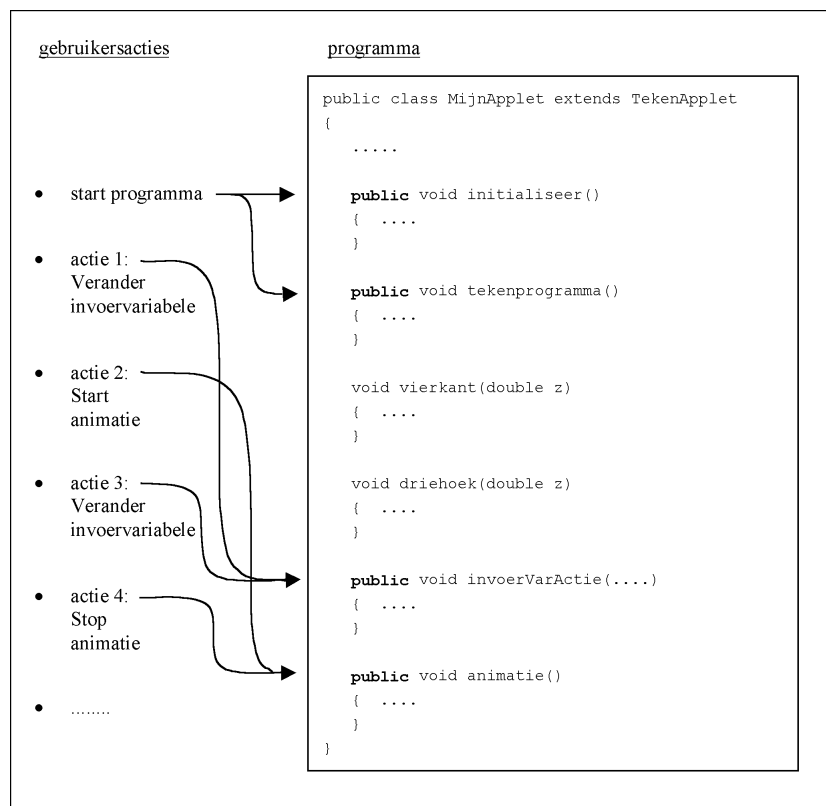 gebruikersacties
programma
public class MijnApplet extends TekenApplet
{
.....
• start programma
public void initialiseer()
{ ....
}
• actie 1:
Verander
invoervariabele
public void tekenprogramma()
{ ....
}
• actie 2:
Start
animatie
void vierkant(double z)
{ ....
}
• actie 3:
Verander
invoervariabele
void driehoek(double z)
{ ....
}
• actie 4:
Stop
animatie
public void invoerVarActie(....)
{ ....
}
public void animatie()
{ ....
}
• ........
}